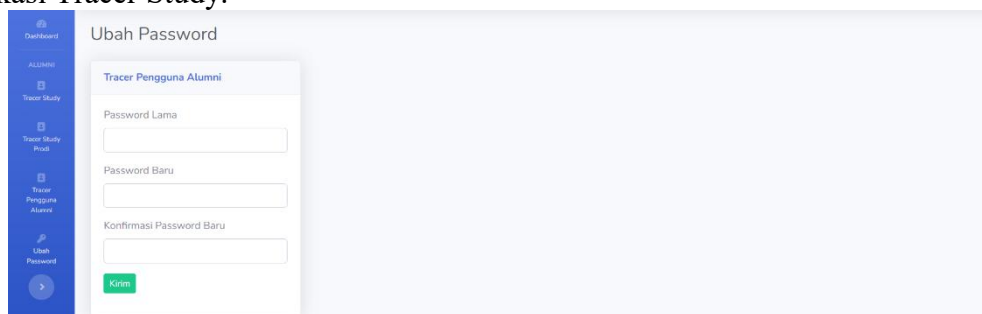 kasi Tracer Study.
Dashboard
ALUMNI
Tracer Study
Tracer Study
Prodi
Tracer
Pengguna
Alumni
Ubah
Password
Ubah Password
Tracer Pengguna Alumni
Password Lama
Password Baru
Konfirmasi Password Baru
Kirim